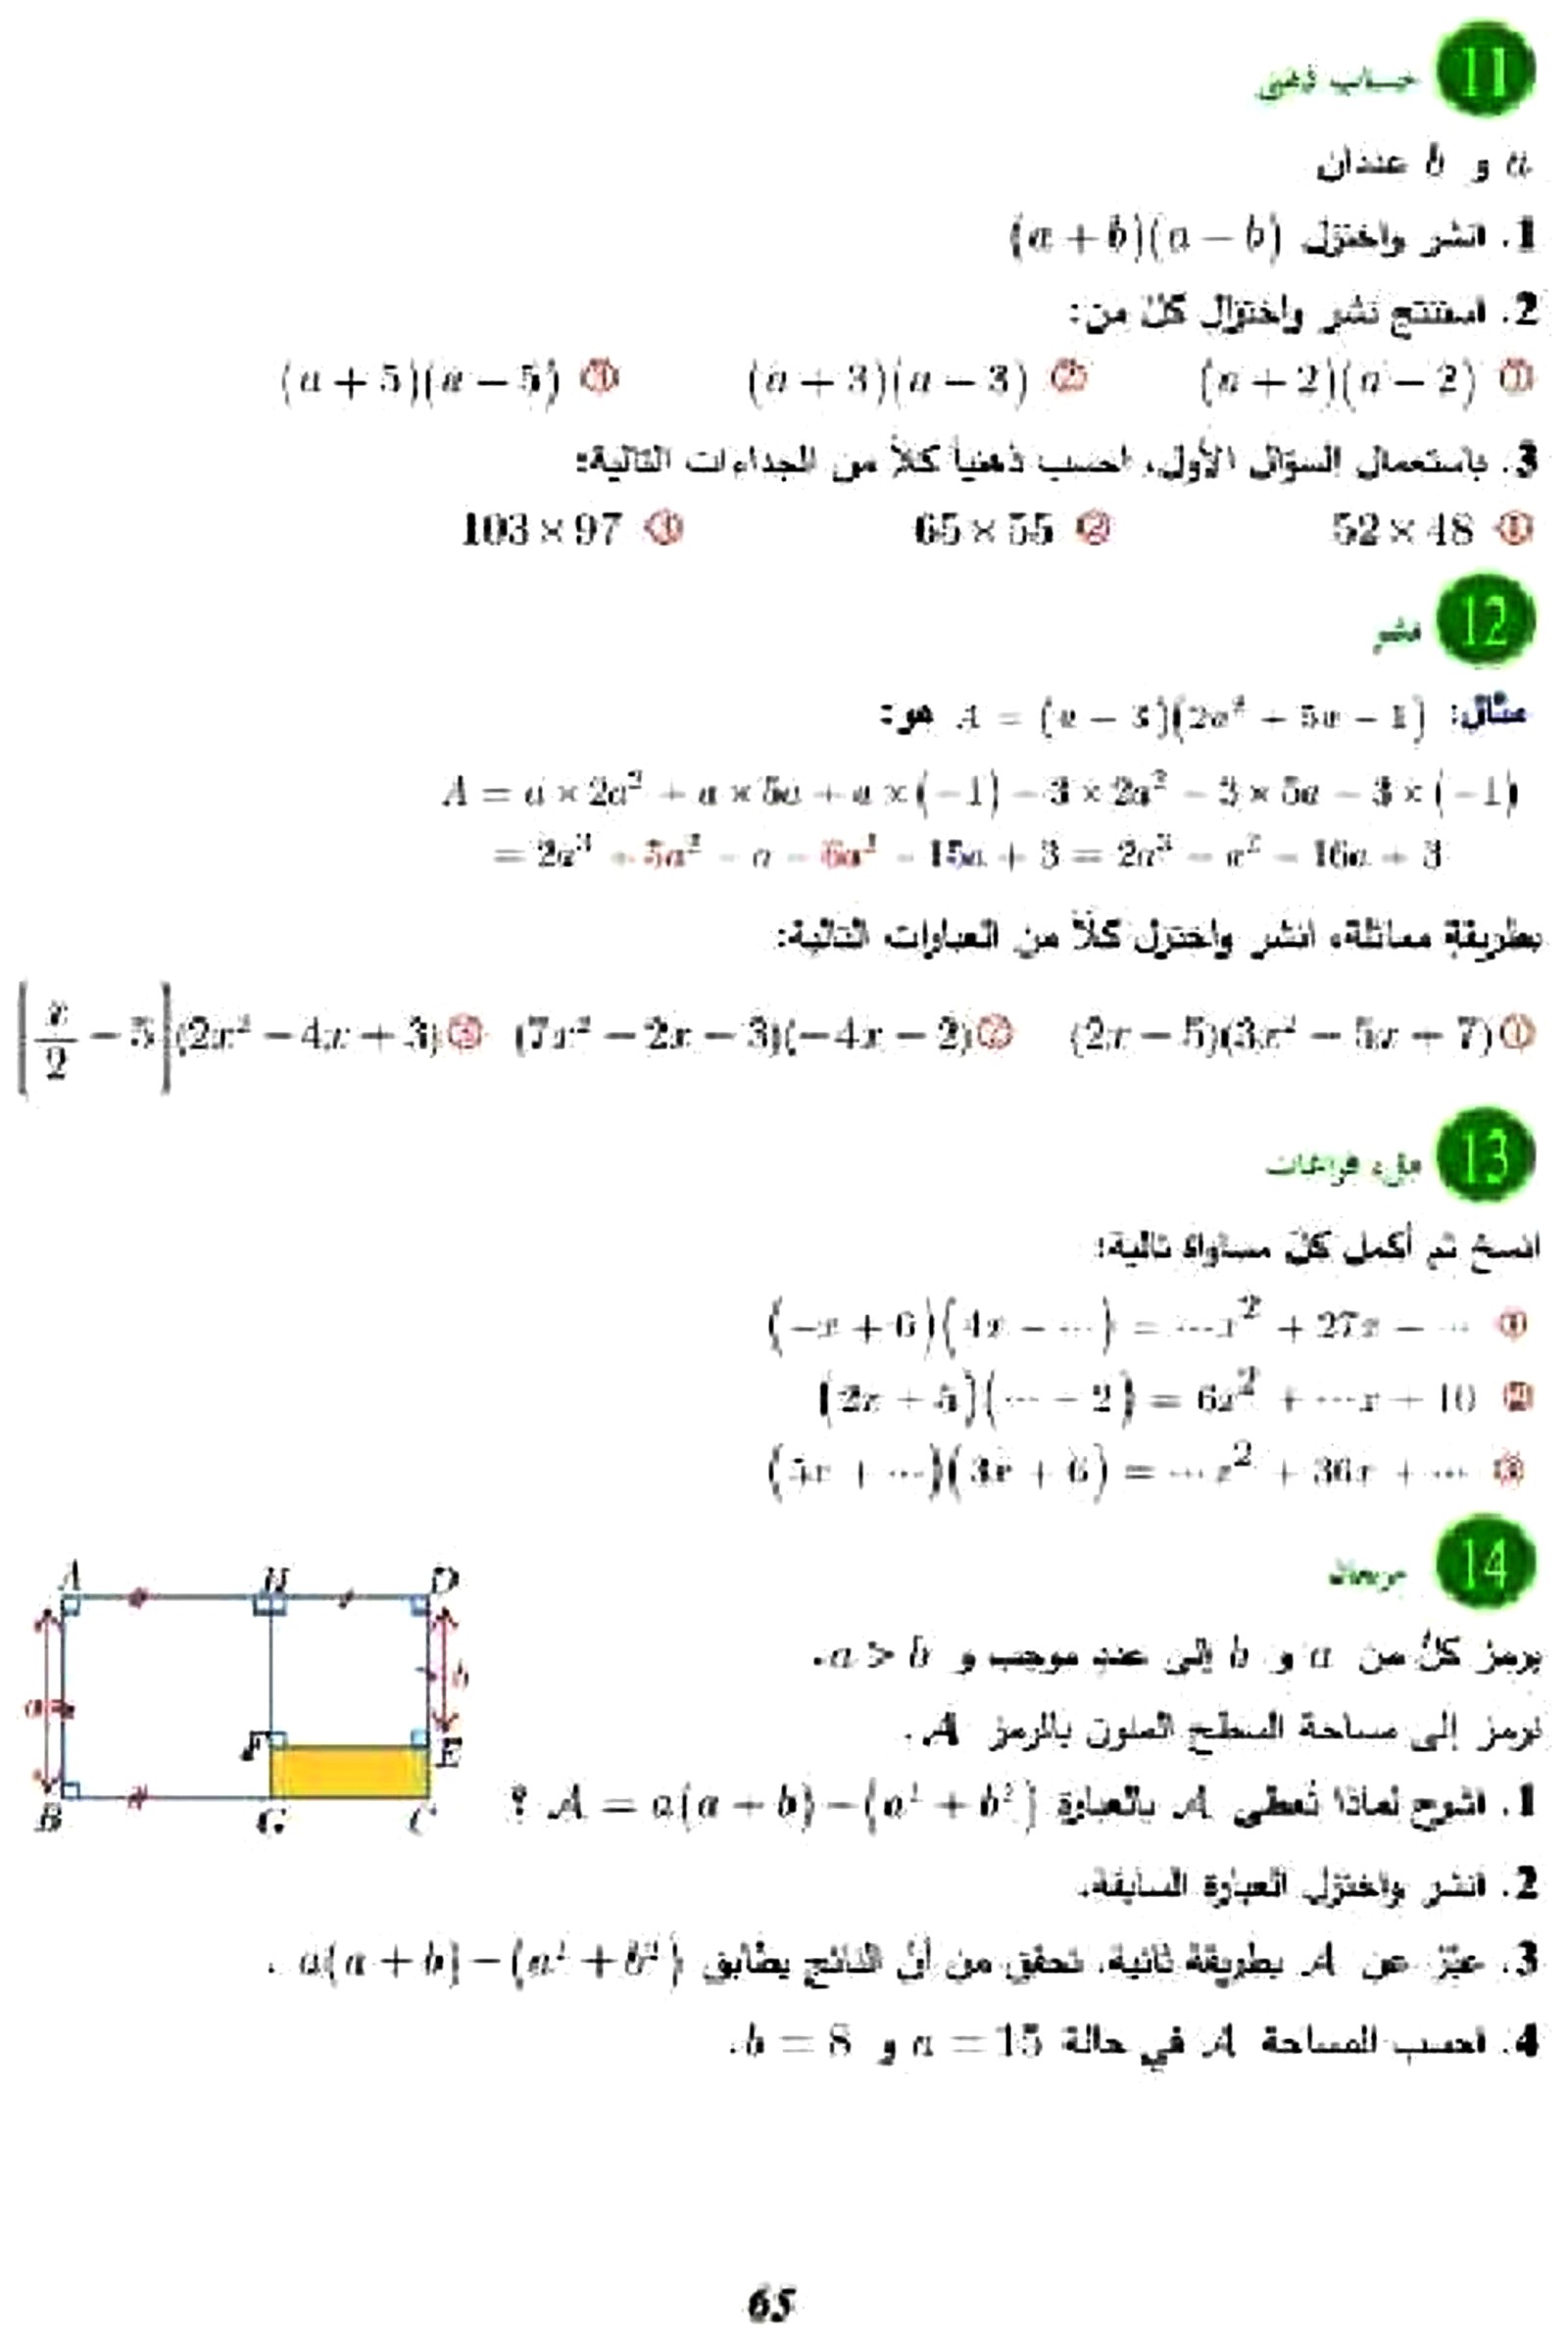 11 حساب ذهني
a و b عددان
1. انشر واختزل (a + b)(a − b)
2. استنتج نشر واختزال كلّ من:
① (a + 2)(a − 2) ② (a + 3)(a − 3) ③ (a + 5)(a − 5)
3. باستعمال السؤال الأول، احسب ذهنياً كلاً من الجداءات التالية:
① 52 × 48 ② 65 × 55 ③ 103 × 97
12 نشر
مثال: A = (a − 3)(2a² + 5a − 1) هو:
A = a × 2a² + a × 5a + a × (−1) − 3 × 2a² − 3 × 5a − 3 × (−1)
= 2a³ + 5a² − a − 6a² − 15a + 3 = 2a³ − a² − 16a + 3
بطريقة مماثلة، انشر واختزل كلاً من العبارات التالية:
① (2x − 5)(3x² − 5x + 7) ② (7x² − 2x − 3)(−4x − 2) ③ (x/2 − 5)(2x² − 4x + 3)
13 ملء فراغات
انسخ ثم أكمل كلّ مساواة تالية:
① (−x + 6)(4x − ···) = ···x² + 27x − ···
② (2x + 5)(··· + 2) = 6x² + ···x + 10
③ (5x + ···)(3x + 6) = ···x² + 36x + ···
14 مربعات
يرمز كلٌّ من a و b إلى عدد موجب و a > b.
نرمز إلى مساحة السطح الملون بالرمز A.
A H D
a b
F E
B G C
1. اشرح لماذا تُعطى A بالعبارة A = a(a + b) − (a² + b²) ؟
2. انشر واختزل العبارة السابقة.
3. عبّر عن A بطريقة ثانية. تحقق من أن الناتج يطابق a(a + b) − (a² + b²).
4. احسب المساحة A في حالة a = 15 و b = 8.
65